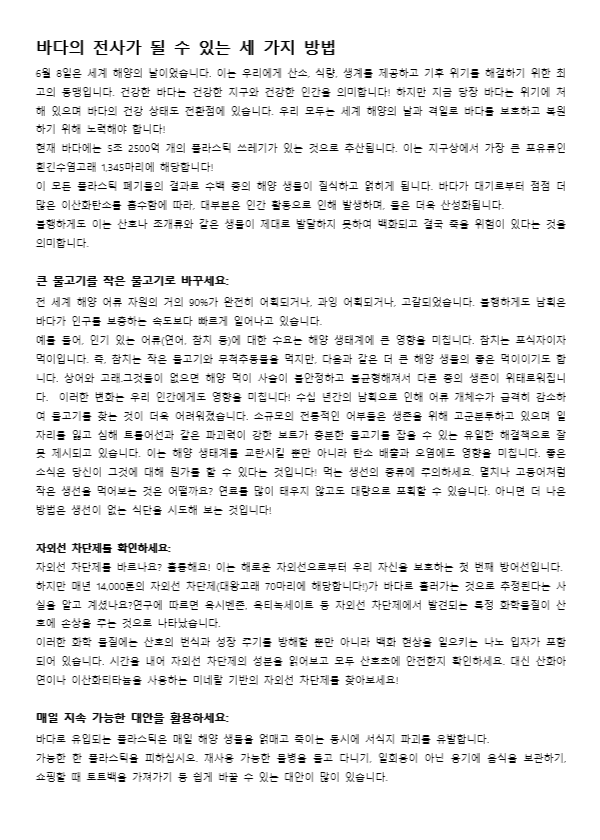 바다의 전사가 될 수 있는 세 가지 방법
6월 8일은 세계 해양의 날이었습니다. 이는 우리에게 산소, 식량, 생계를 제공하고 기후 위기를 해결하기 위한 최
고의 동맹입니다. 건강한 바다는 건강한 지구와 건강한 인간을 의미합니다! 하지만 지금 당장 바다는 위기에 처
해 있으며 바다의 건강 상태도 전환점에 있습니다. 우리 모두는 세계 해양의 날과 격일로 바다를 보호하고 복원
하기 위해 노력해야 합니다!
현재 바다에는 5조 2500억 개의 플라스틱 쓰레기가 있는 것으로 추산됩니다. 이는 지구상에서 가장 큰 포유류인
흰긴수염고래 1,345마리에 해당합니다!
이 모든 플라스틱 폐기물의 결과로 수백 종의 해양 생물이 질식하고 얽히게 됩니다. 바다가 대기로부터 점점 더
많은 이산화탄소를 흡수함에 따라, 대부분은 인간 활동으로 인해 발생하며, 물은 더욱 산성화됩니다.
불행하게도 이는 산호나 조개류와 같은 생물이 제대로 발달하지 못하여 백화되고 결국 죽을 위험이 있다는 것을
의미합니다.
큰 물고기를 작은 물고기로 바꾸세요:
전 세계 해양 어류 자원의 거의 90%가 완전히 어획되거나, 과잉 어획되거나, 고갈되었습니다. 불행하게도 남획은
바다가 인구를 보충하는 속도보다 빠르게 일어나고 있습니다.
예를 들어, 인기 있는 어류(연어, 참치 등)에 대한 수요는 해양 생태계에 큰 영향을 미칩니다. 참치는 포식자이자
먹이입니다. 즉, 참치는 작은 물고기와 무척추동물을 먹지만, 다음과 같은 더 큰 해양 생물의 좋은 먹이이기도 합
니다. 상어와 고래.그것들이 없으면 해양 먹이 사슬이 불안정하고 불균형해져서 다른 종의 생존이 위태로워집니
다. 이러한 변화는 우리 인간에게도 영향을 미칩니다! 수십 년간의 남획으로 인해 어류 개체수가 급격히 감소하
여 물고기를 찾는 것이 더욱 어려워졌습니다. 소규모의 전통적인 어부들은 생존을 위해 고군분투하고 있으며 일
자리를 잃고 심해 트롤어선과 같은 파괴력이 강한 보트가 충분한 물고기를 잡을 수 있는 유일한 해결책으로 잘
못 제시되고 있습니다. 이는 해양 생태계를 교란시킬 뿐만 아니라 탄소 배출과 오염에도 영향을 미칩니다. 좋은
소식은 당신이 그것에 대해 뭔가를 할 수 있다는 것입니다! 먹는 생선의 종류에 주의하세요. 멸치나 고등어처럼
작은 생선을 먹어보는 것은 어떨까요? 연료를 많이 태우지 않고도 대량으로 포획할 수 있습니다. 아니면 더 나은
방법은 생선이 없는 식단을 시도해 보는 것입니다!
자외선 차단제를 확인하세요:
자외선 차단제를 바르나요? 훌륭해요! 이는 해로운 자외선으로부터 우리 자신을 보호하는 첫 번째 방어선입니다.
하지만 매년 14,000톤의 자외선 차단제(대왕고래 70마리에 해당합니다!)가 바다로 흘러가는 것으로 추정된다는 사
실을 알고 계셨나요?연구에 따르면 옥시벤존, 옥티녹세이트 등 자외선 차단제에서 발견되는 특정 화학물질이 산
호에 손상을 주는 것으로 나타났습니다.
이러한 화학 물질에는 산호의 번식과 성장 주기를 방해할 뿐만 아니라 백화 현상을 일으키는 나노 입자가 포함
되어 있습니다. 시간을 내어 자외선 차단제의 성분을 읽어보고 모두 산호초에 안전한지 확인하세요. 대신 산화아
연이나 이산화티타늄을 사용하는 미네랄 기반의 자외선 차단제를 찾아보세요!
매일 지속 가능한 대안을 활용하세요:
바다로 유입되는 플라스틱은 매일 해양 생물을 얽매고 죽이는 동시에 서식지 파괴를 유발합니다.
가능한 한 플라스틱을 피하십시오. 재사용 가능한 물병을 들고 다니기, 일회용이 아닌 용기에 음식을 보관하기,
쇼핑할 때 토트백을 가져가기 등 쉽게 바꿀 수 있는 대안이 많이 있습니다.